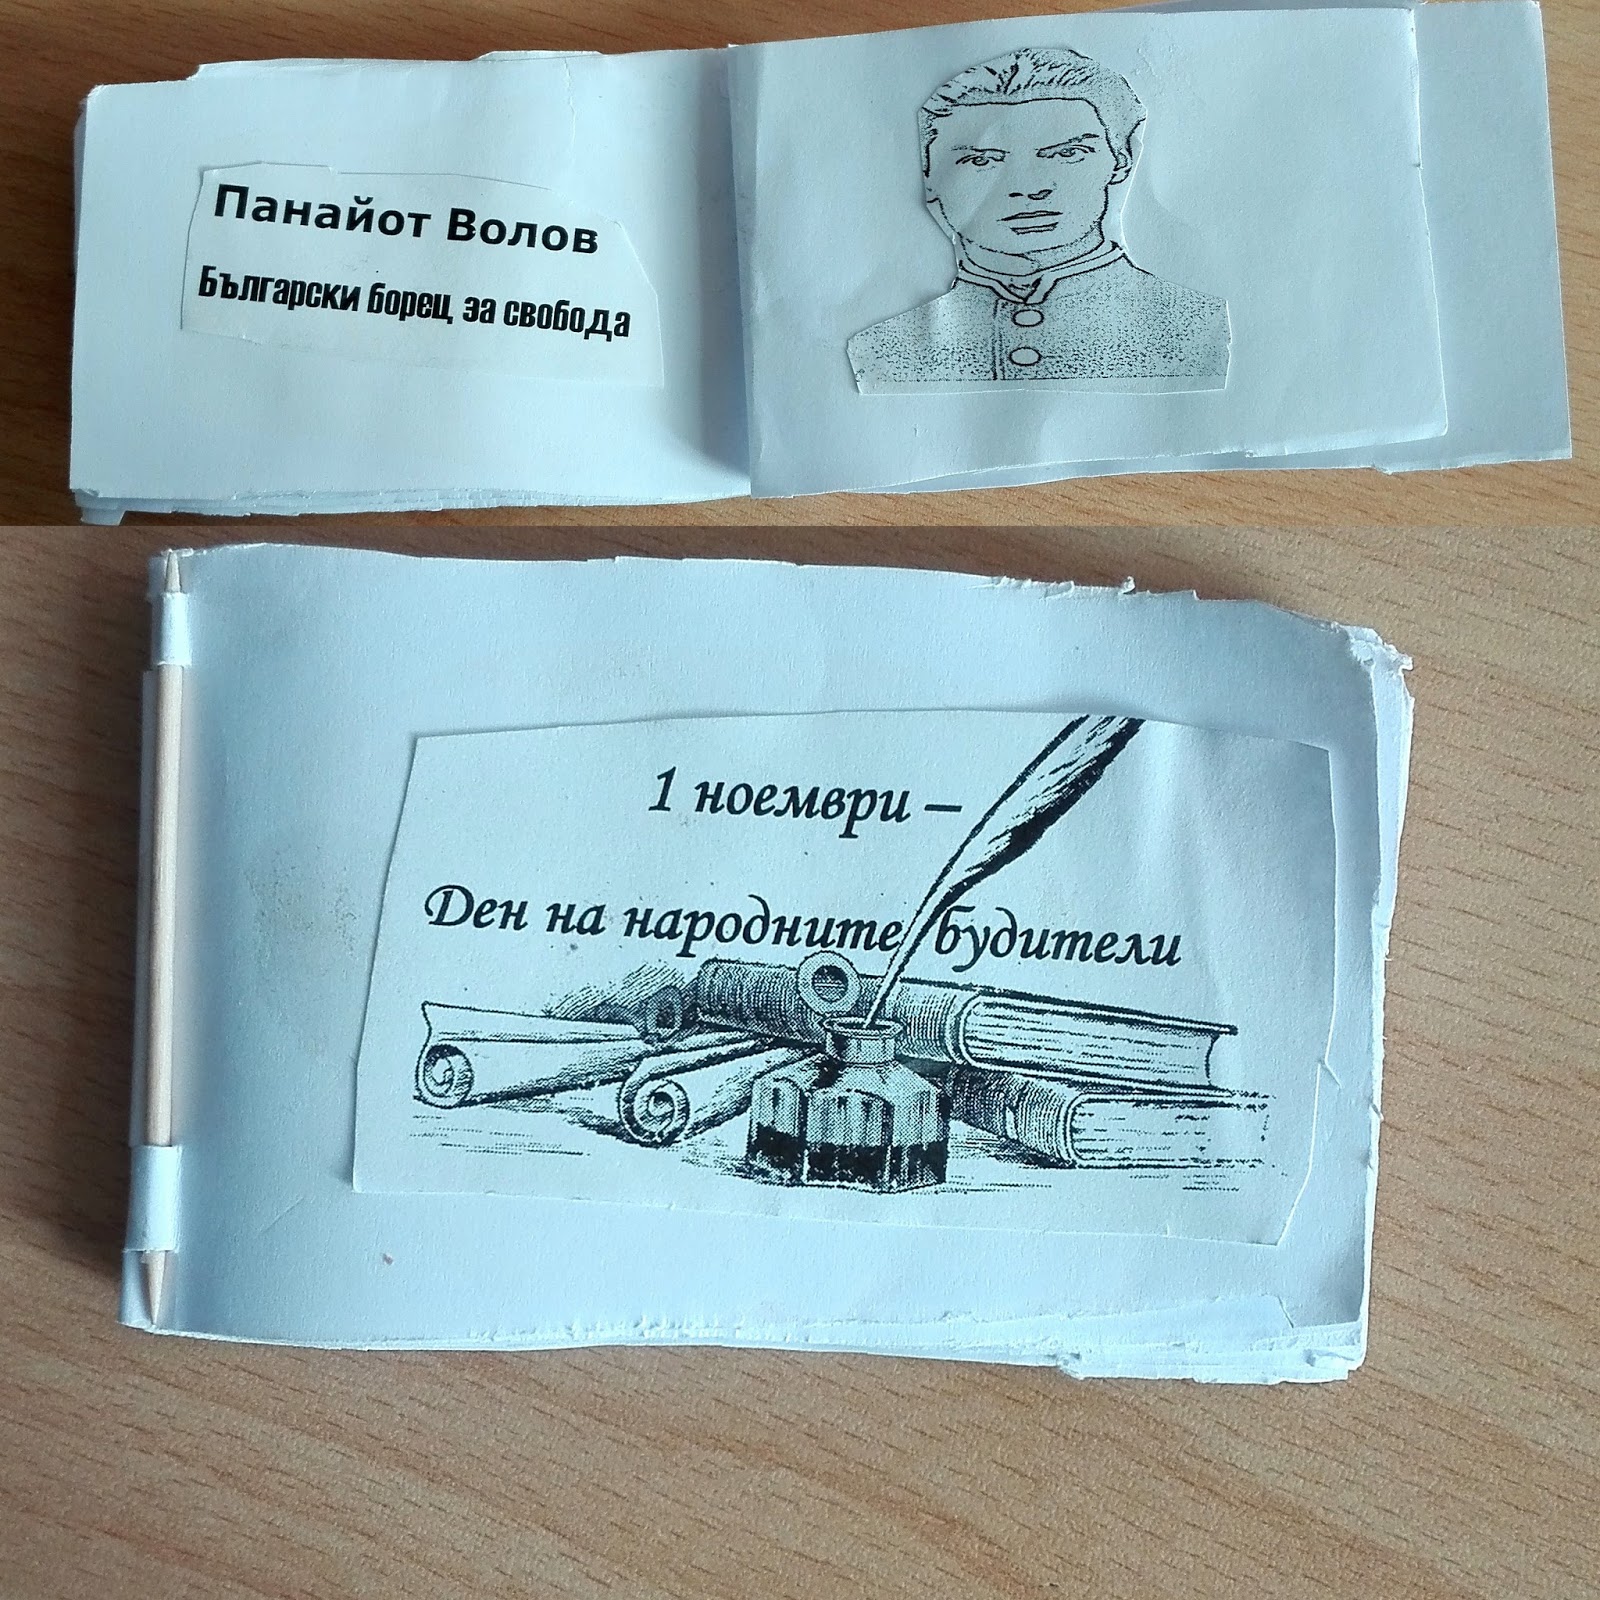 Панайот Волов
Български борец за свобода
1 ноември –
Ден на народните будители